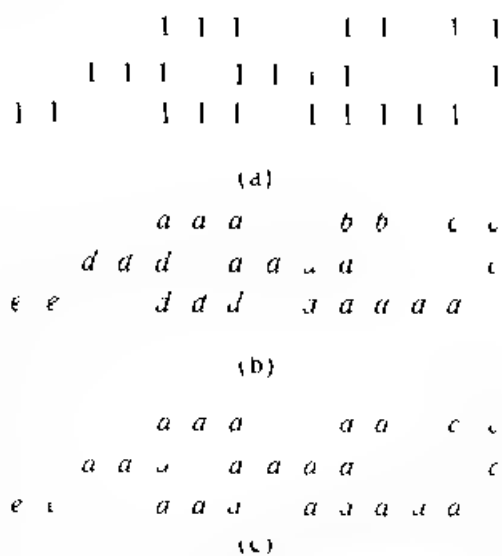 1 1 1 1 1 1 1
1 1 1 1 1 1 1 1
1 1 1 1 1 1 1 1 1 1
(a)
a a a b b c c
d d d a a a a c
e e d d d a a a a a
(b)
a a a a a c c
a a a a a a a c
e e a a a a a a a a
(c)